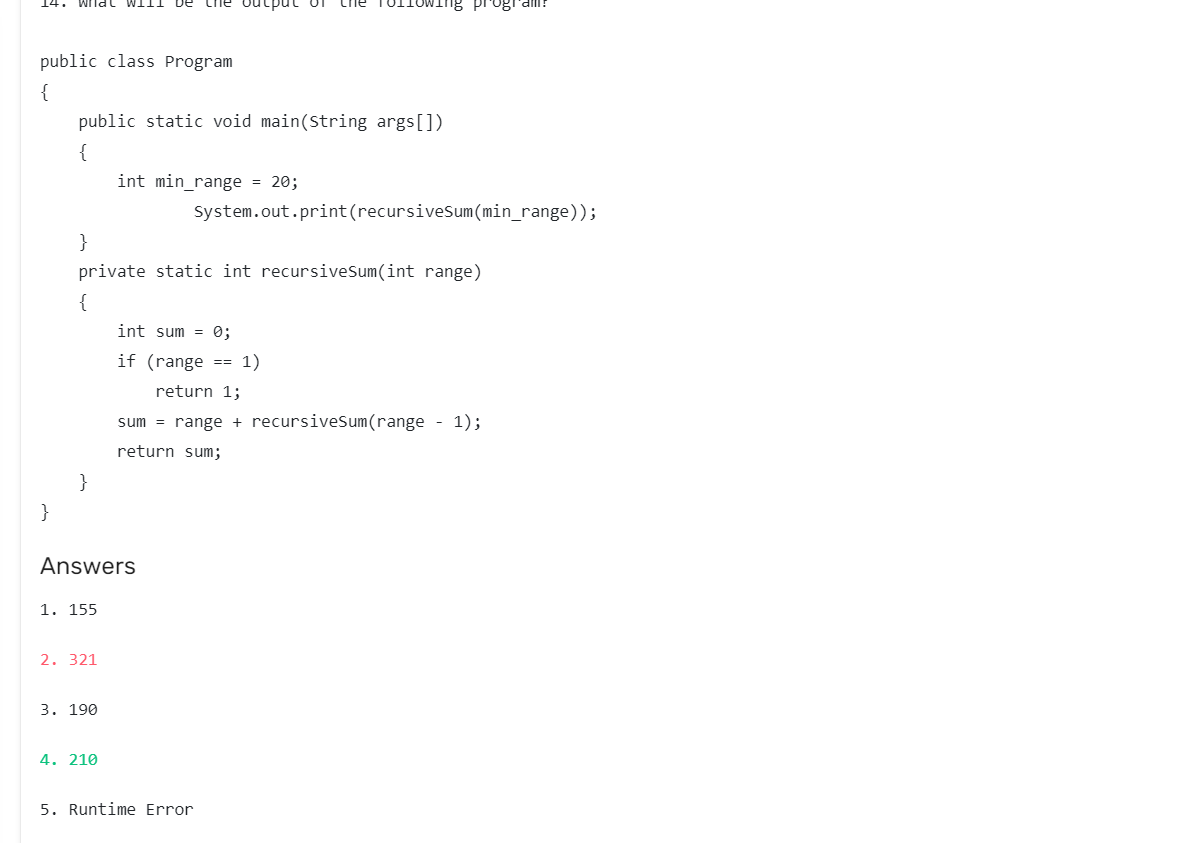 14. What will be the output of the following program?
public class Program
{
public static void main(String args[])
{
int min_range = 20;
System.out.print(recursiveSum(min_range));
}
private static int recursiveSum(int range)
{
int sum = 0;
if (range == 1)
return 1;
sum = range + recursiveSum(range - 1);
return sum;
}
}
Answers
1. 155
2. 321
3. 190
4. 210
5. Runtime Error